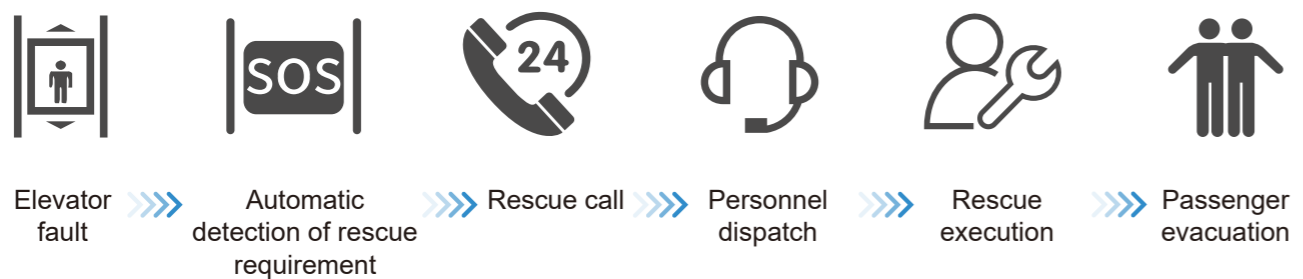 SOS
24
Elevator
fault
Automatic
detection of rescue
requirement
Rescue call
Personnel
dispatch
Rescue
execution
Passenger
evacuation